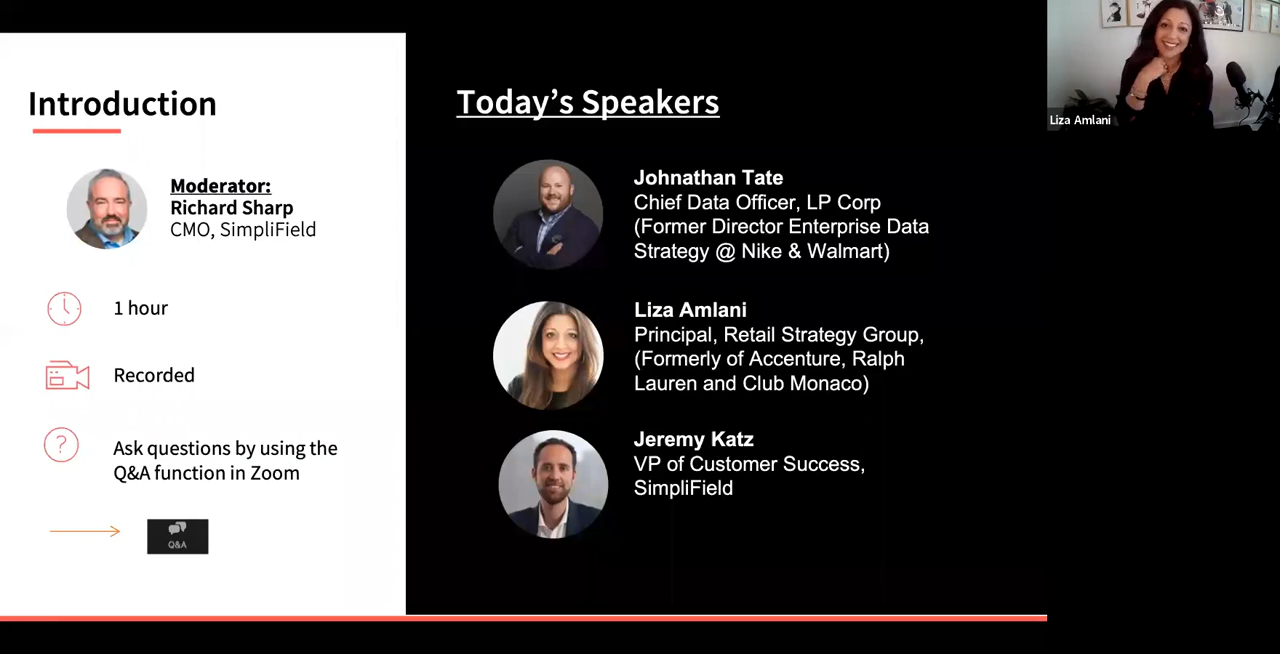 Introduction
Moderator:
Richard Sharp
CMO, SimpliField
1 hour
Recorded
Ask questions by using the
Q&A function in Zoom
Q&A
Today's Speakers
Johnathan Tate
Chief Data Officer, LP Corp
(Former Director Enterprise Data
Strategy @ Nike & Walmart)
Liza Amlani
Principal, Retail Strategy Group,
(Formerly of Accenture, Ralph
Lauren and Club Monaco)
Jeremy Katz
VP of Customer Success,
SimpliField
Liza Amlani